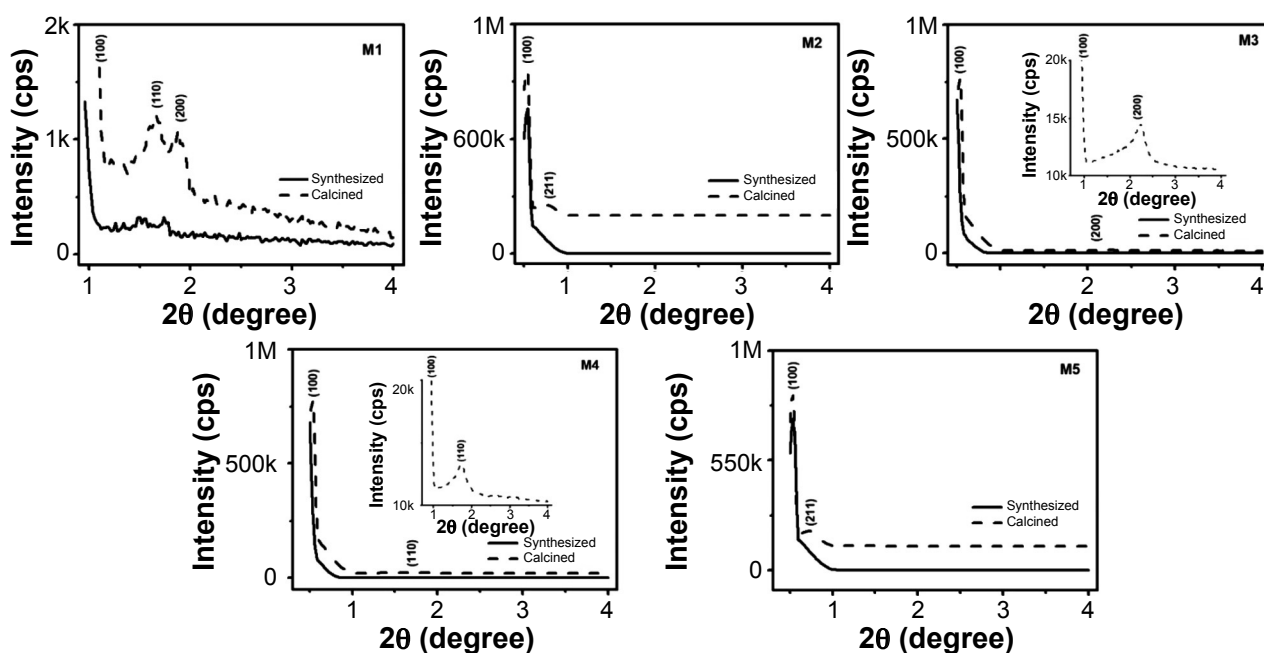 M1
2k
1k
0
Intensity (cps)
(100)
(110)
(200)
Synthesized
Calcined
1 2 3 4
2θ (degree)
M2
1M
600k
0
Intensity (cps)
(100)
(211)
Synthesized
Calcined
1 2 3 4
2θ (degree)
M3
1M
500k
0
Intensity (cps)
(100)
(100)
20k
15k
10k
Intensity (cps)
(200)
1 2 3 4
2θ (degree)
Synthesized
Calcined
(200)
1 2 3 4
2θ (degree)
M4
1M
500k
0
Intensity (cps)
(100)
(100)
20k
10k
Intensity (cps)
(110)
1 2 3 4
2θ (degree)
Synthesized
Calcined
(110)
1 2 3 4
2θ (degree)
M5
1M
550k
0
Intensity (cps)
(100)
(211)
Synthesized
Calcined
1 2 3 4
2θ (degree)